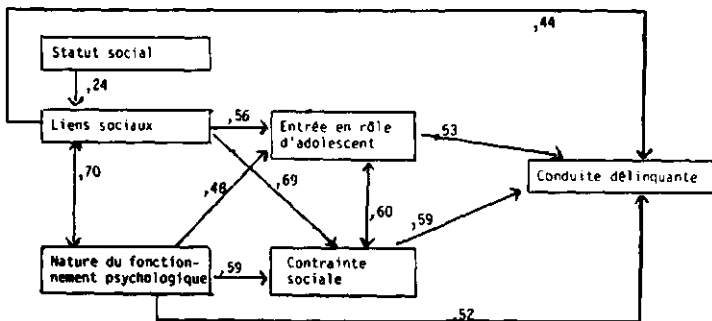 ,44
Statut social
,24
Liens sociaux
,56
Entrée en rôle
d'adolescent
,53
,70
,48
,69
Conduite délinquante
,60
,59
Nature du fonction-
nement psychologique
,59
Contrainte
sociale
,52